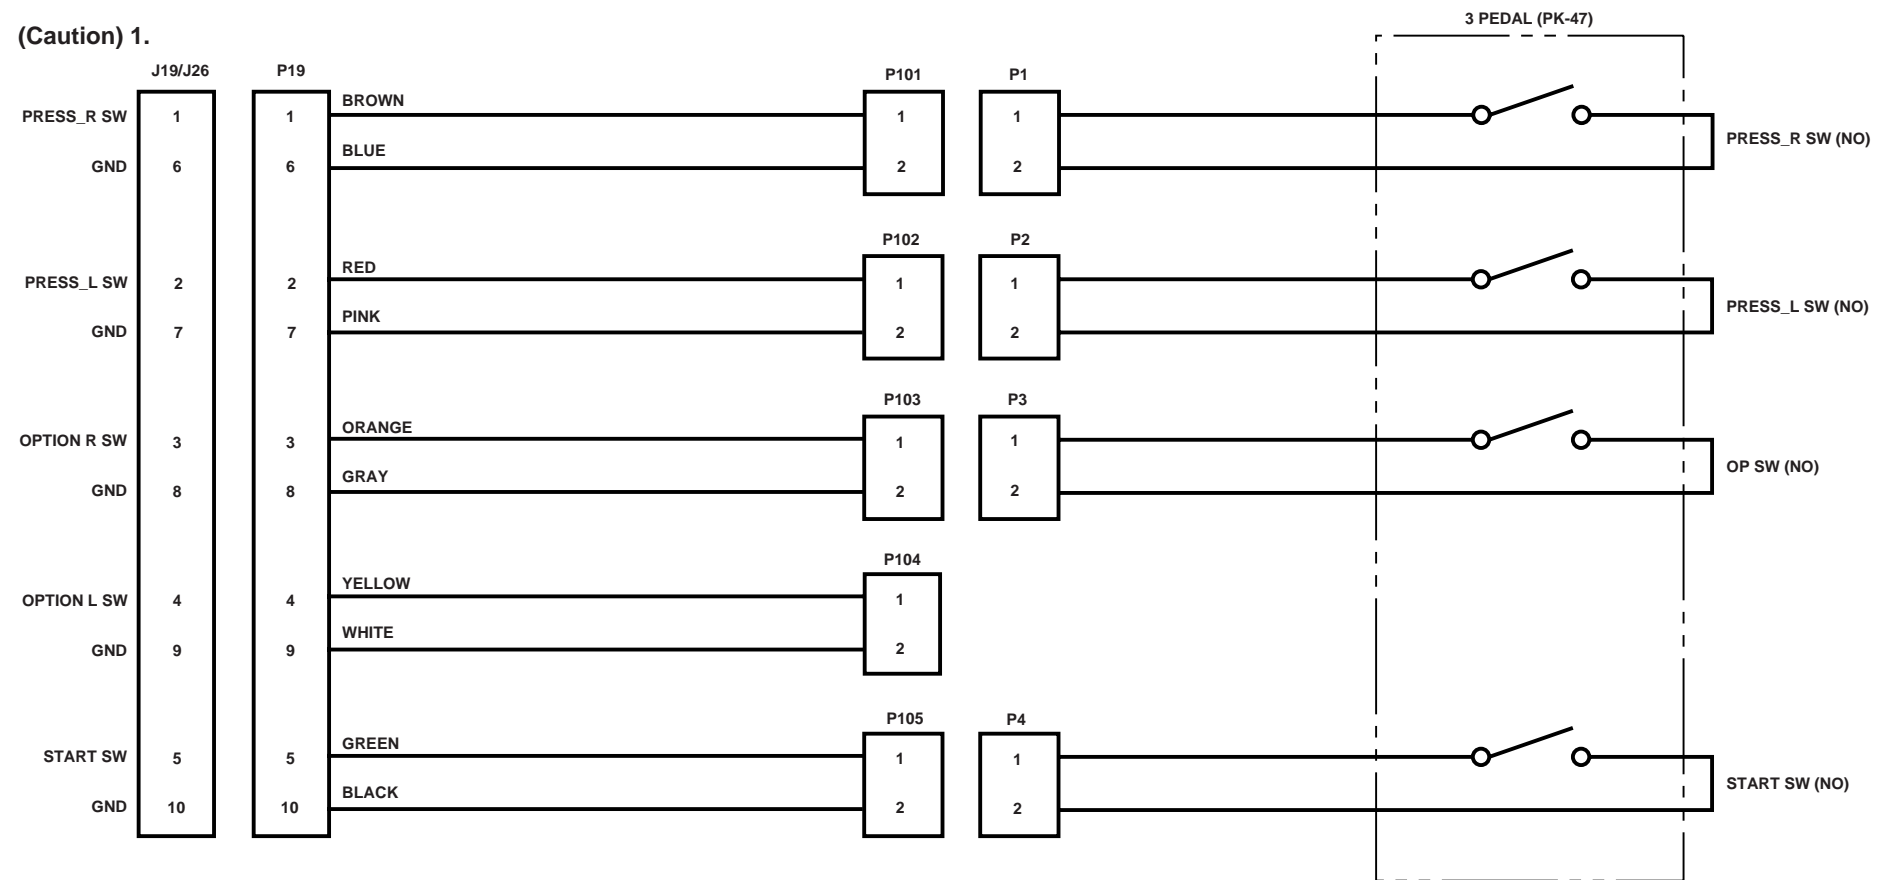 3 PEDAL (PK-47)
(Caution) 1.
J19/J26 P19 P101 P1
BROWN
PRESS_R SW 1 1 1 1
PRESS_R SW (NO)
BLUE
GND 6 6 2 2
P102 P2
RED
PRESS_L SW 2 2 1 1
PRESS_L SW (NO)
PINK
GND 7 7 2 2
P103 P3
ORANGE
OPTION R SW 3 3 1 1
OP SW (NO)
GRAY
GND 8 8 2 2
P104
YELLOW
OPTION L SW 4 4 1
WHITE
GND 9 9 2
P105 P4
GREEN
START SW 5 5 1 1
START SW (NO)
BLACK
GND 10 10 2 2